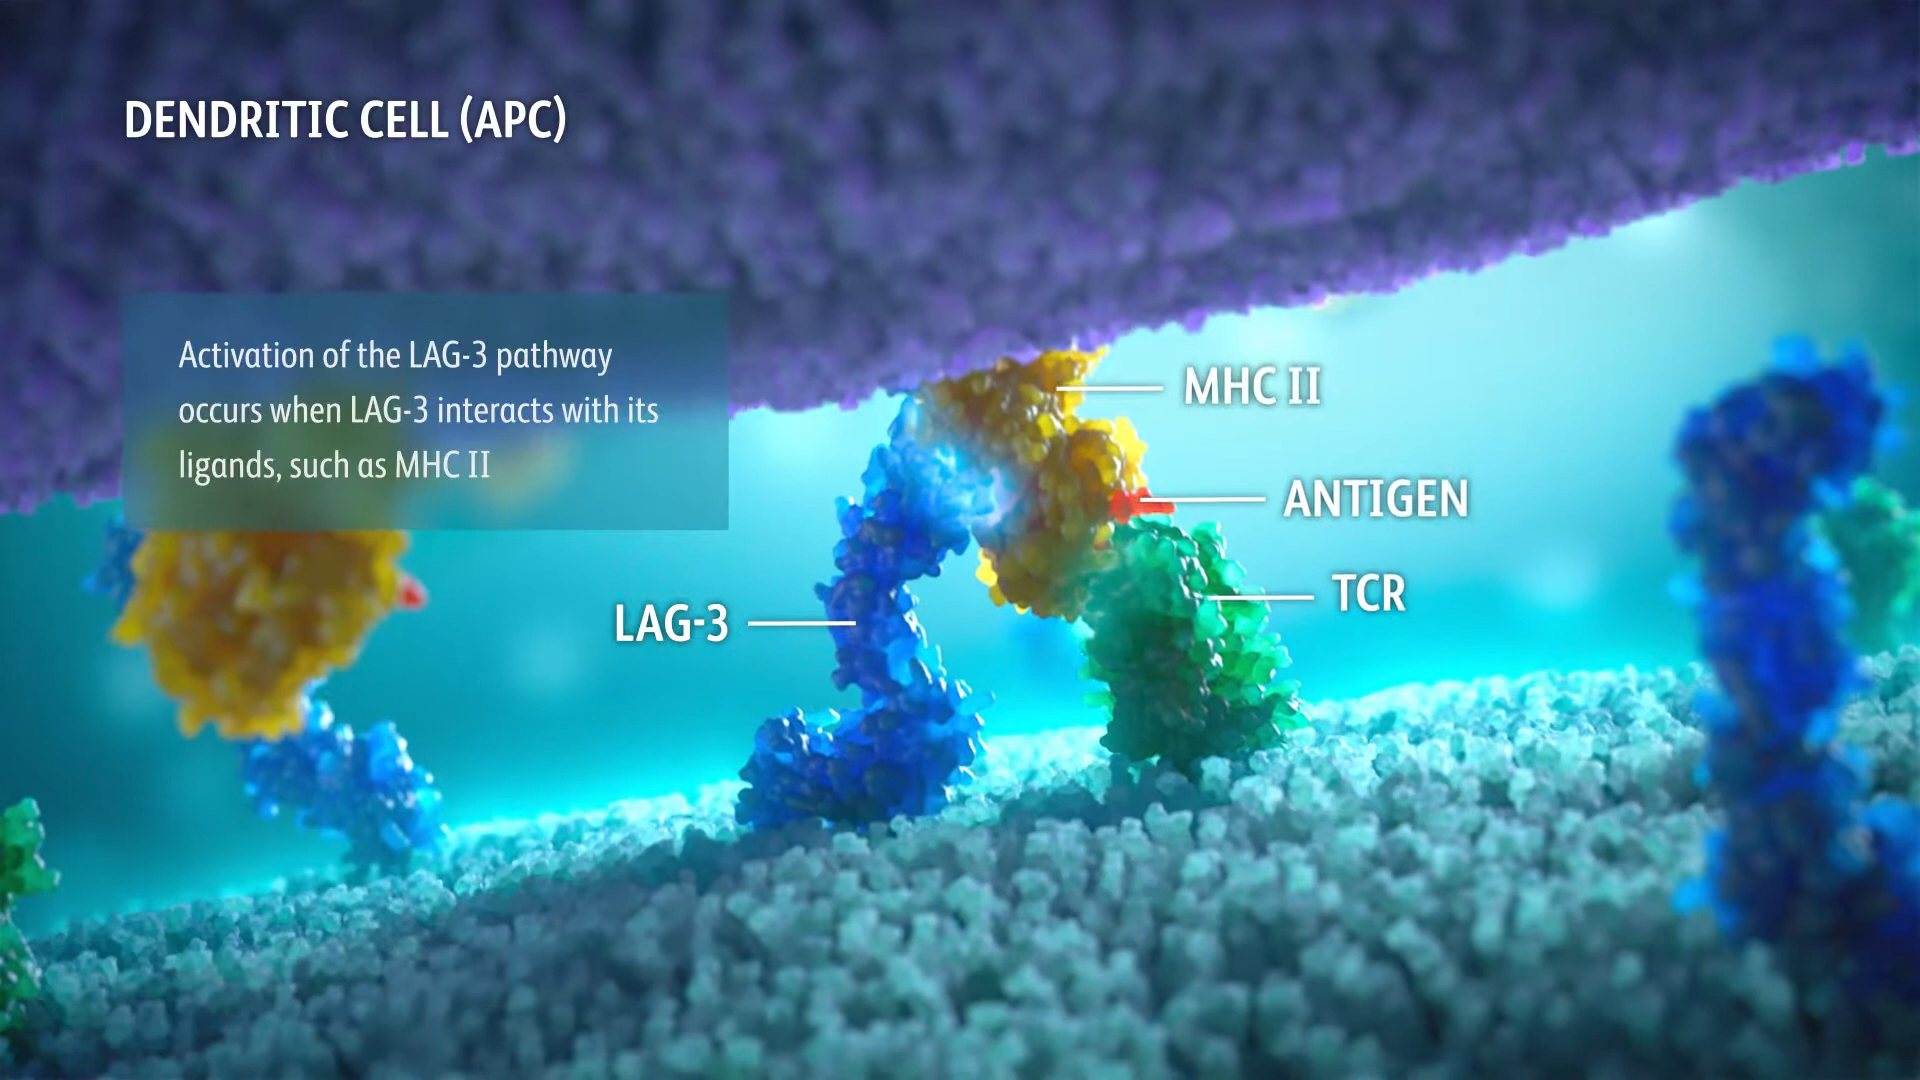 DENDRITIC CELL (APC)
Activation of the LAG-3 pathway
occurs when LAG-3 interacts with its
ligands, such as MHC II
MHC II
ANTIGEN
TCR
LAG-3